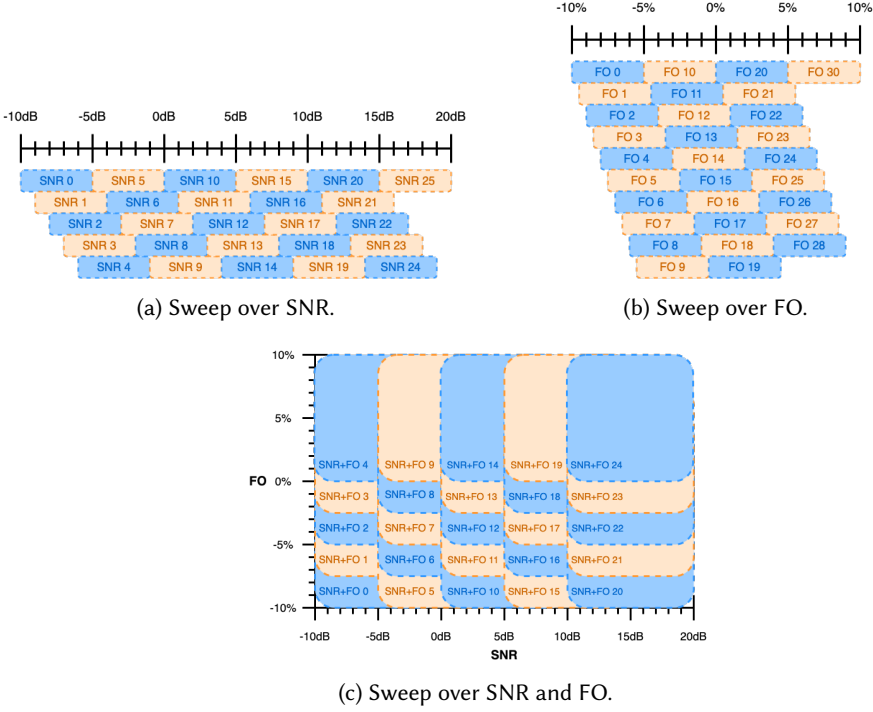 -10% -5% 0% 5% 10%
FO 0 FO 10 FO 20 FO 30
FO 1 FO 11 FO 21
FO 2 FO 12 FO 22
FO 3 FO 13 FO 23
FO 4 FO 14 FO 24
FO 5 FO 15 FO 25
FO 6 FO 16 FO 26
FO 7 FO 17 FO 27
FO 8 FO 18 FO 28
FO 9 FO 19
-10dB -5dB 0dB 5dB 10dB 15dB 20dB
SNR 0 SNR 5 SNR 10 SNR 15 SNR 20 SNR 25
SNR 1 SNR 6 SNR 11 SNR 16 SNR 21
SNR 2 SNR 7 SNR 12 SNR 17 SNR 22
SNR 3 SNR 8 SNR 13 SNR 18 SNR 23
SNR 4 SNR 9 SNR 14 SNR 19 SNR 24
(a) Sweep over SNR.
(b) Sweep over FO.
10%
5%
SNR+FO 4 SNR+FO 9 SNR+FO 14 SNR+FO 19 SNR+FO 24
FO 0%
SNR+FO 3 SNR+FO 8 SNR+FO 13 SNR+FO 18 SNR+FO 23
SNR+FO 2 SNR+FO 7 SNR+FO 12 SNR+FO 17 SNR+FO 22
-5%
SNR+FO 1 SNR+FO 6 SNR+FO 11 SNR+FO 16 SNR+FO 21
SNR+FO 0 SNR+FO 5 SNR+FO 10 SNR+FO 15 SNR+FO 20
-10%
-10dB -5dB 0dB 5dB 10dB 15dB 20dB
SNR
(c) Sweep over SNR and FO.